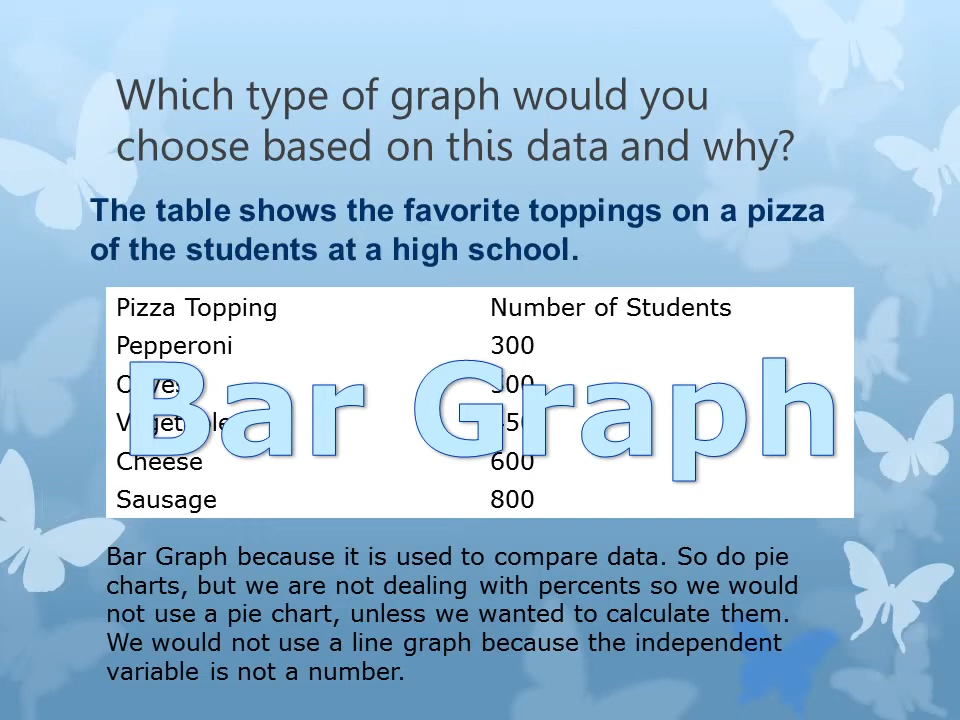 Which type of graph would you
choose based on this data and why?
The table shows the favorite toppings on a pizza
of the students at a high school.
Pizza Topping Number of Students
Pepperoni 300
Bar Graph
Cheese 600
Sausage 800
Bar Graph because it is used to compare data. So do pie
charts, but we are not dealing with percents so we would
not use a pie chart, unless we wanted to calculate them.
We would not use a line graph because the independent
variable is not a number.